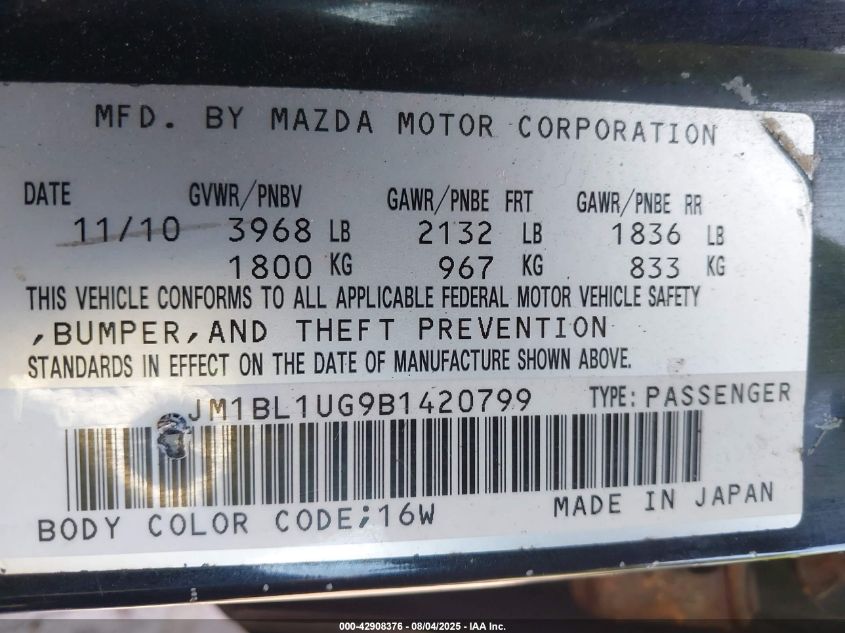 MFD. BY MAZDA MOTOR CORPORATION
DATE GVWR/PNBV GAWR/PNBE FRT GAWR/PNBE RR
11/10 3968 LB 2132 LB 1836 LB
1800 KG 967 KG 833 KG
THIS VEHICLE CONFORMS TO ALL APPLICABLE FEDERAL MOTOR VEHICLE SAFETY
,BUMPER,AND THEFT PREVENTION
STANDARDS IN EFFECT ON THE DATE OF MANUFACTURE SHOWN ABOVE.
JM1BL1UG9B1420799 TYPE: PASSENGER
BODY COLOR CODE;16W MADE IN JAPAN
000-42908376 - 08/04/2025 - IAA Inc.